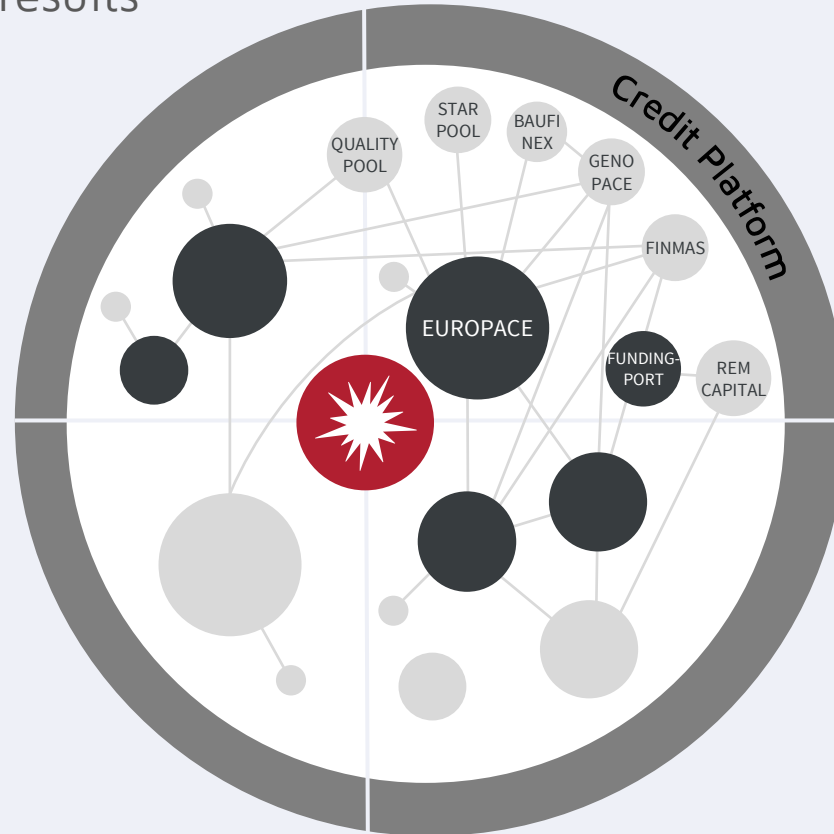 results
Credit Platform
STAR
POOL
BAUFI
NEX
QUALITY
POOL
GENO
PACE
FINMAS
EUROPACE
FUNDING-
PORT
REM
CAPITAL